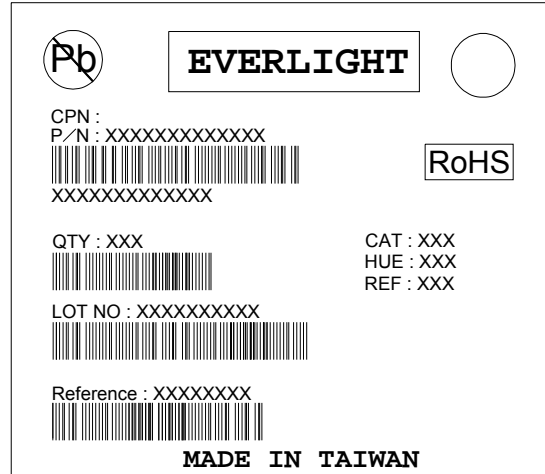 Pb
EVERLIGHT
CPN :
P/N : XXXXXXXXXXXXX
RoHS
XXXXXXXXXXXXX
QTY : XXX
CAT : XXX
HUE : XXX
REF : XXX
LOT NO : XXXXXXXXXX
Reference : XXXXXXXX
MADE IN TAIWAN